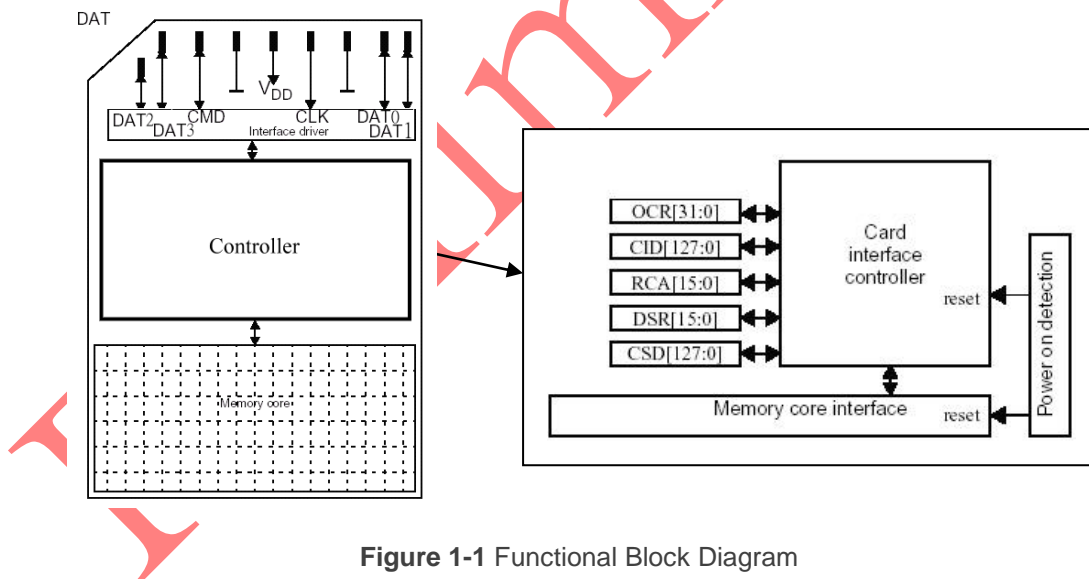 DAT
V DD
DAT2 DAT3 CMD CLK DAT0 DAT1
Interface driver
Controller
Memory core
OCR[31:0]
CID[127:0]
RCA[15:0]
DSR[15:0]
CSD[127:0]
Card
interface
controller
reset
Memory core interface
reset
Power on detection
Figure 1-1 Functional Block Diagram